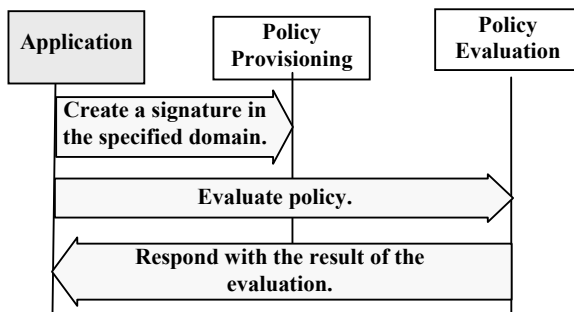 Application
Policy
Provisioning
Policy
Evaluation
Create a signature in
the specified domain.
Evaluate policy.
Respond with the result of the
evaluation.